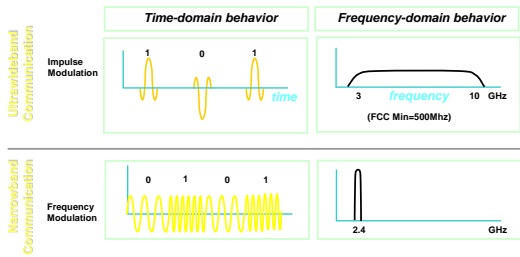 Time-domain behavior
Frequency-domain behavior
Ultrawideband
Communication
Impulse
Modulation
1 0 1
time
frequency
3 10 GHz
(FCC Min=500Mhz)
Narrowband
Communication
Frequency
Modulation
0 1 0 1
2.4
GHz